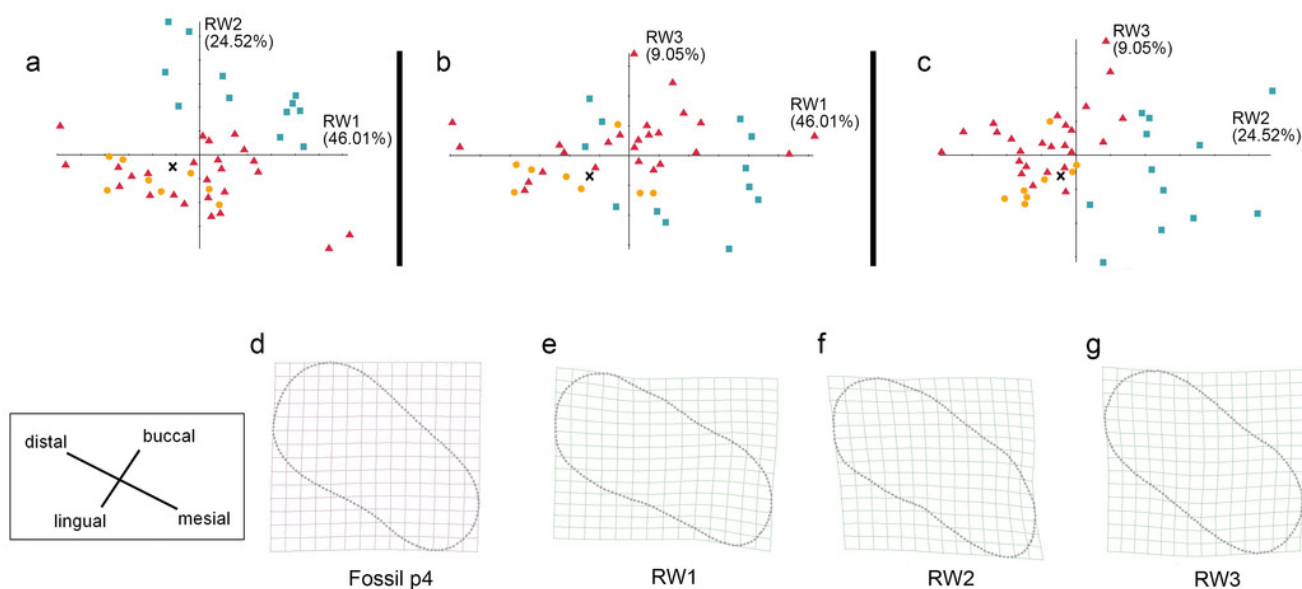 a
RW2
(24.52%)
RW1
(46.01%)
b
RW3
(9.05%)
RW1
(46.01%)
c
RW3
(9.05%)
RW2
(24.52%)
distal
buccal
lingual
mesial
d
Fossil p4
e
RW1
f
RW2
g
RW3